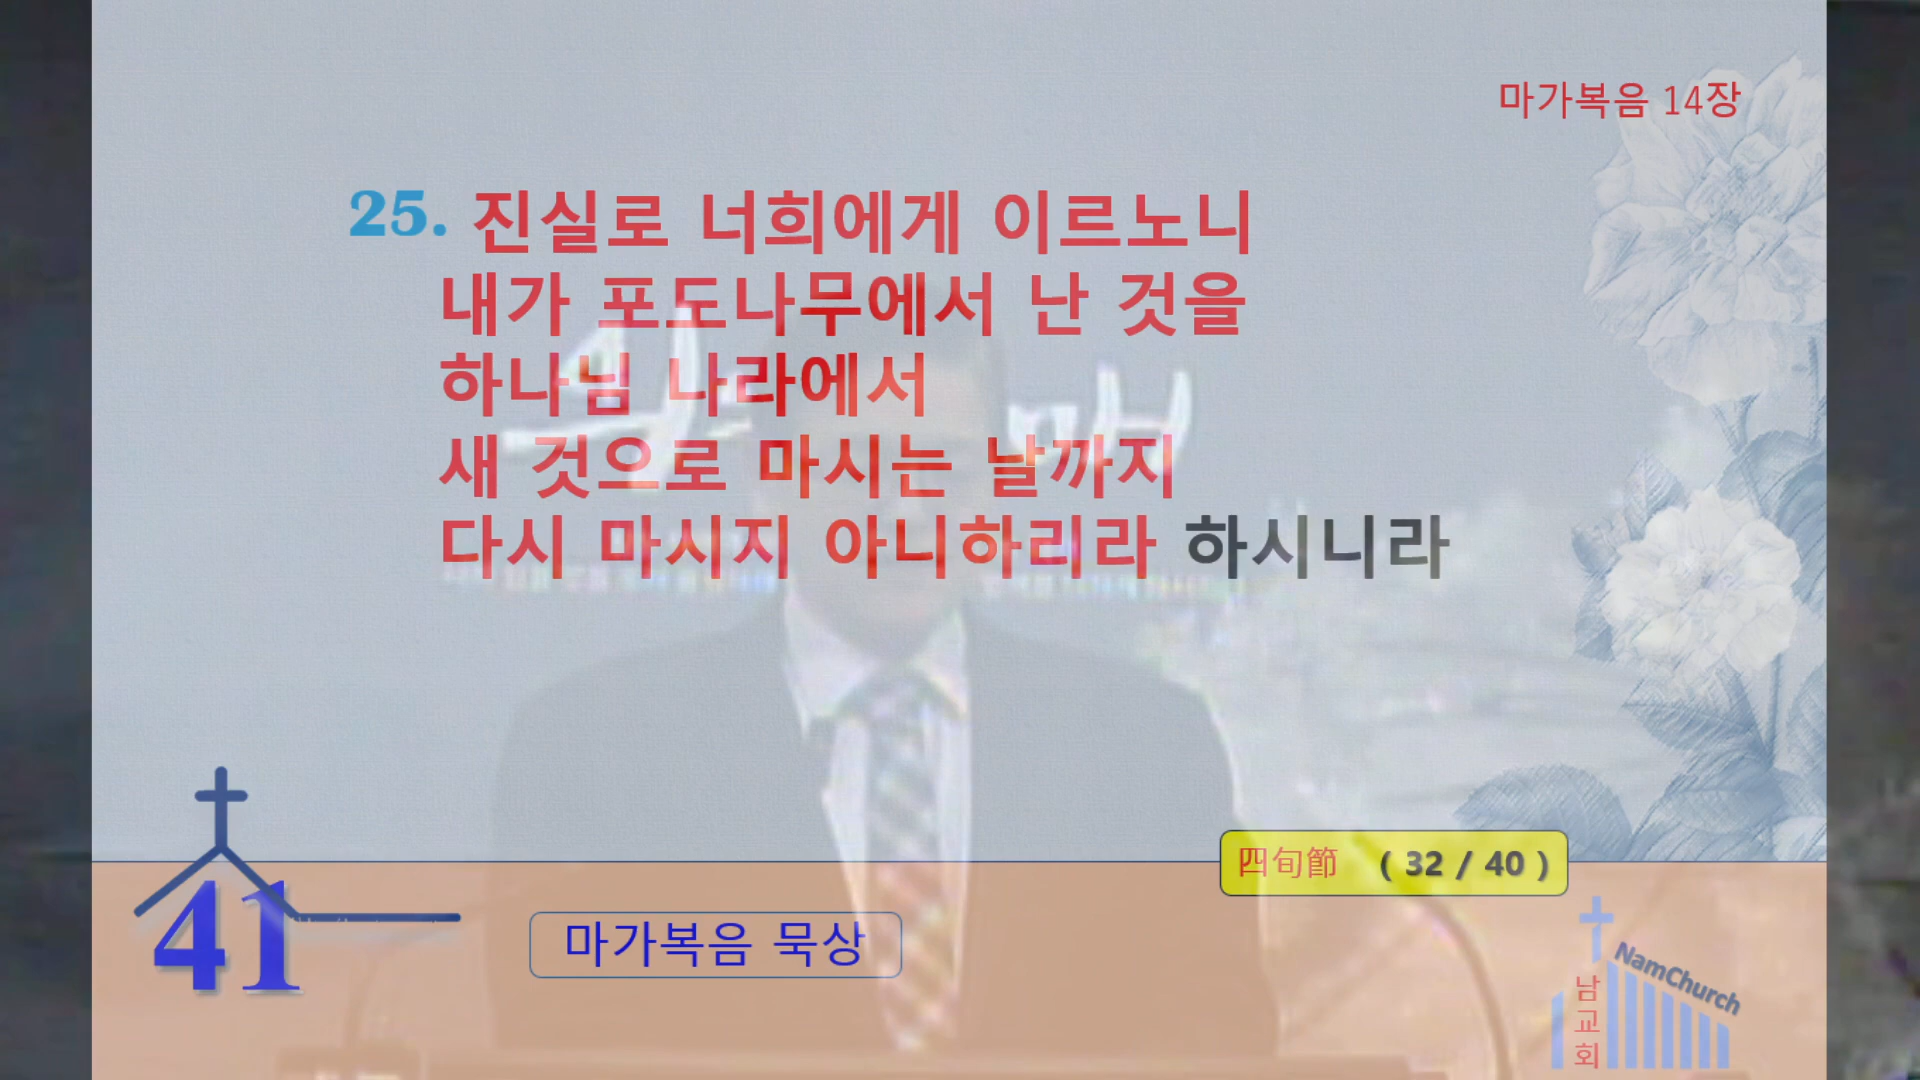 마가복음 14장
25. 진실로 너희에게 이르노니
내가 포도나무에서 난 것을
하나님 나라에서
새 것으로 마시는 날까지
다시 마시지 아니하리라 하시니라
四旬節 ( 32 / 40 )
41
마가복음 묵상
NamChurch
남교회